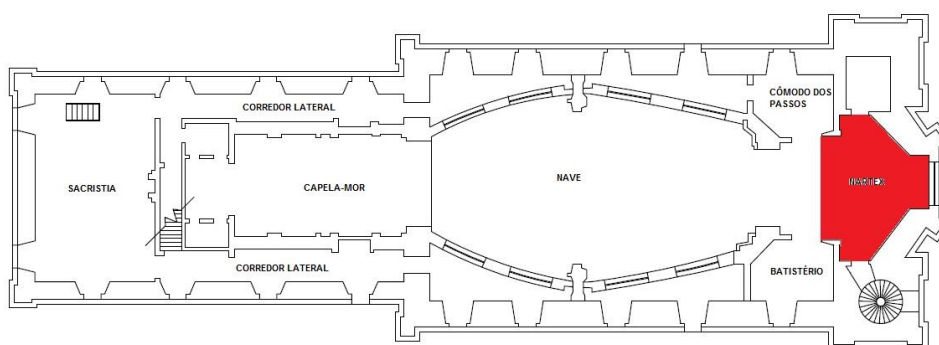 CORREDOR LATERAL
CÔMODO DOS
PASSOS
SACRISTIA
CAPELA-MOR
NAVE
NARTEX
CORREDOR LATERAL
BATISTÉRIO